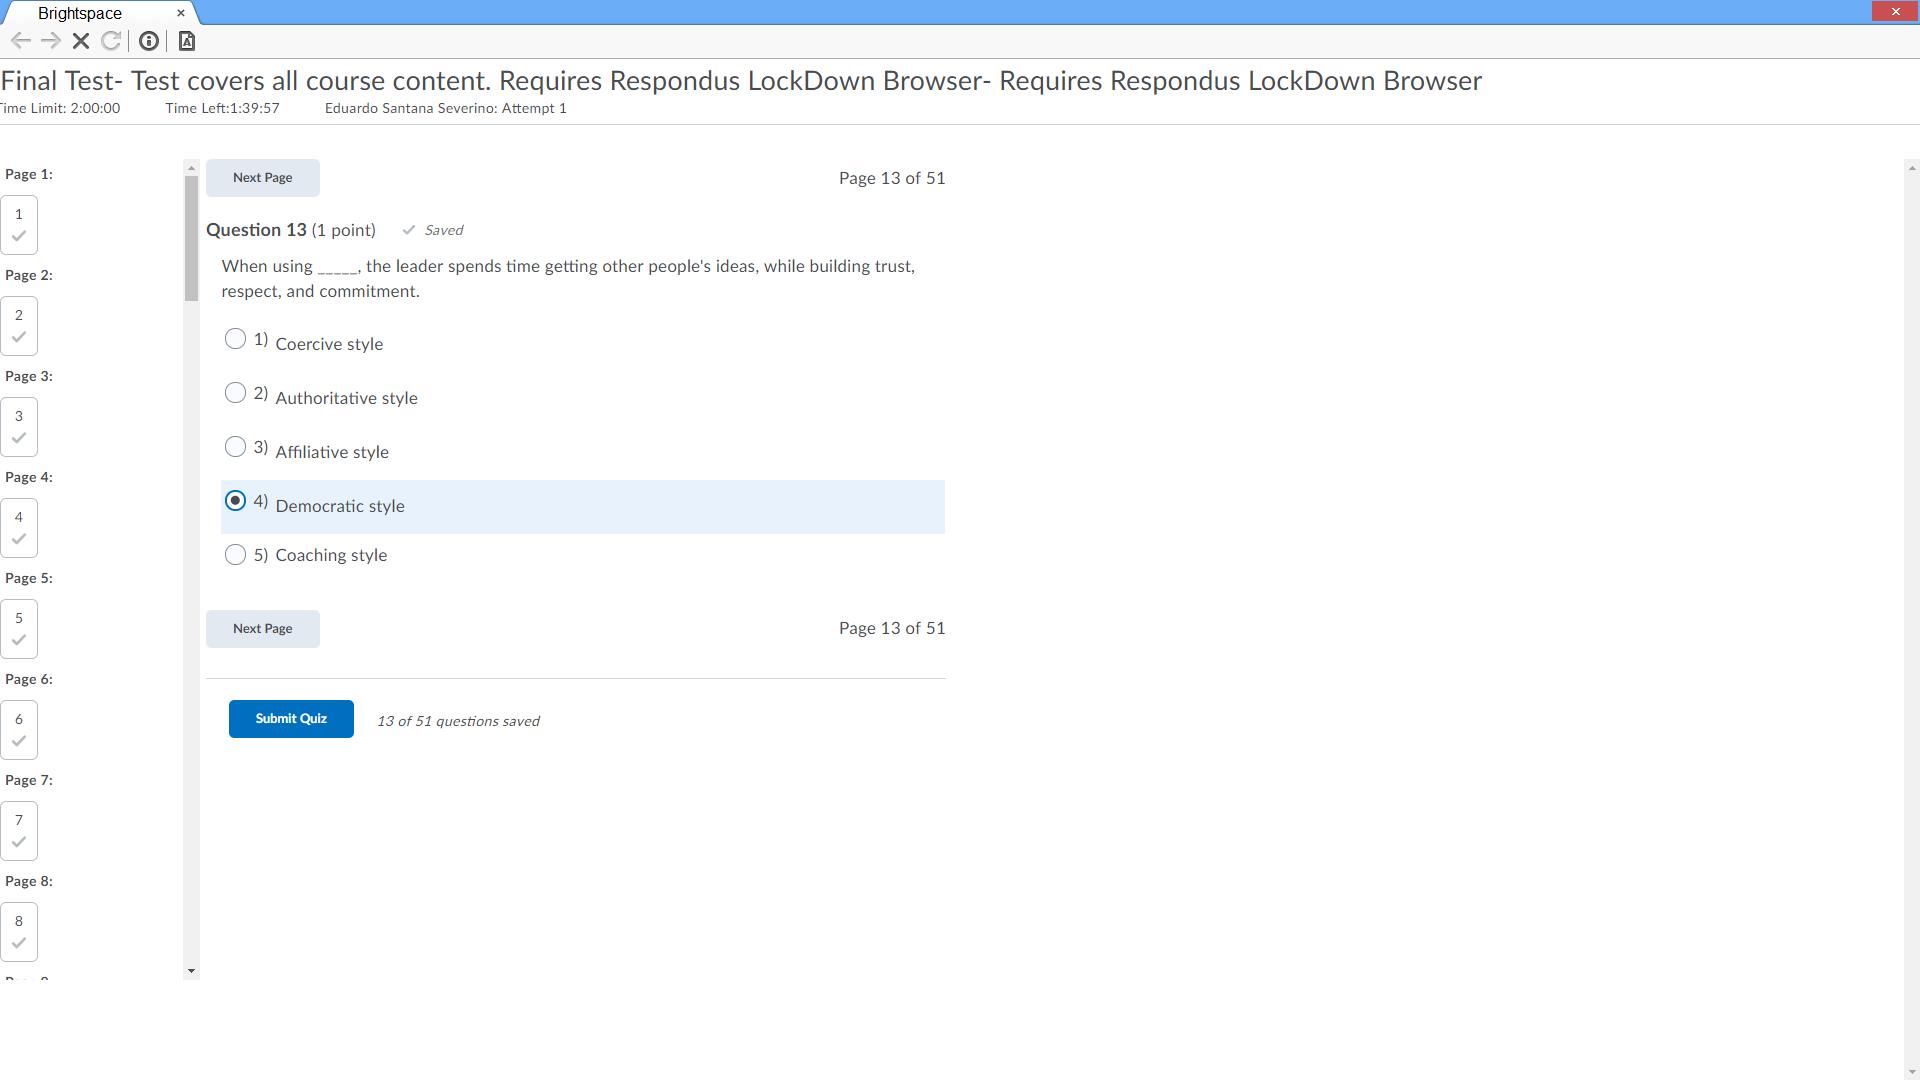 Brightspace
Final Test- Test covers all course content. Requires Respondus LockDown Browser- Requires Respondus LockDown Browser
Time Limit: 2:00:00 Time Left:1:39:57 Eduardo Santana Severino: Attempt 1
Page 1:
1
Page 2:
2
Page 3:
3
Page 4:
4
Page 5:
5
Page 6:
6
Page 7:
7
Page 8:
8
Next Page Page 13 of 51
Question 13 (1 point) Saved
When using _____, the leader spends time getting other people's ideas, while building trust,
respect, and commitment.
1) Coercive style
2) Authoritative style
3) Affiliative style
4) Democratic style
5) Coaching style
Next Page Page 13 of 51
Submit Quiz 13 of 51 questions saved